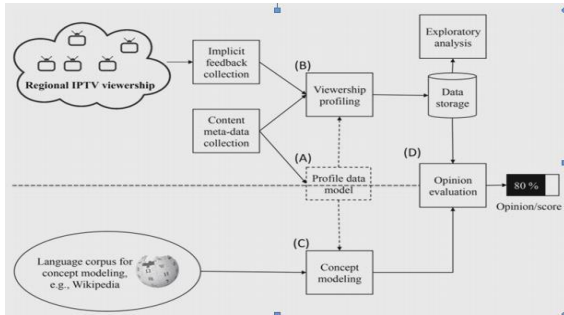 Regional IPTV viewership
Implicit
feedback
collection
Content
meta-data
collection
(B)
Viewership
profiling
Exploratory
analysis
Data
storage
(A)
Profile data
model
(D)
Opinion
evaluation
80 %
Opinion/score
Language corpus for
concept modeling,
e.g., Wikipedia
(C)
Concept
modeling